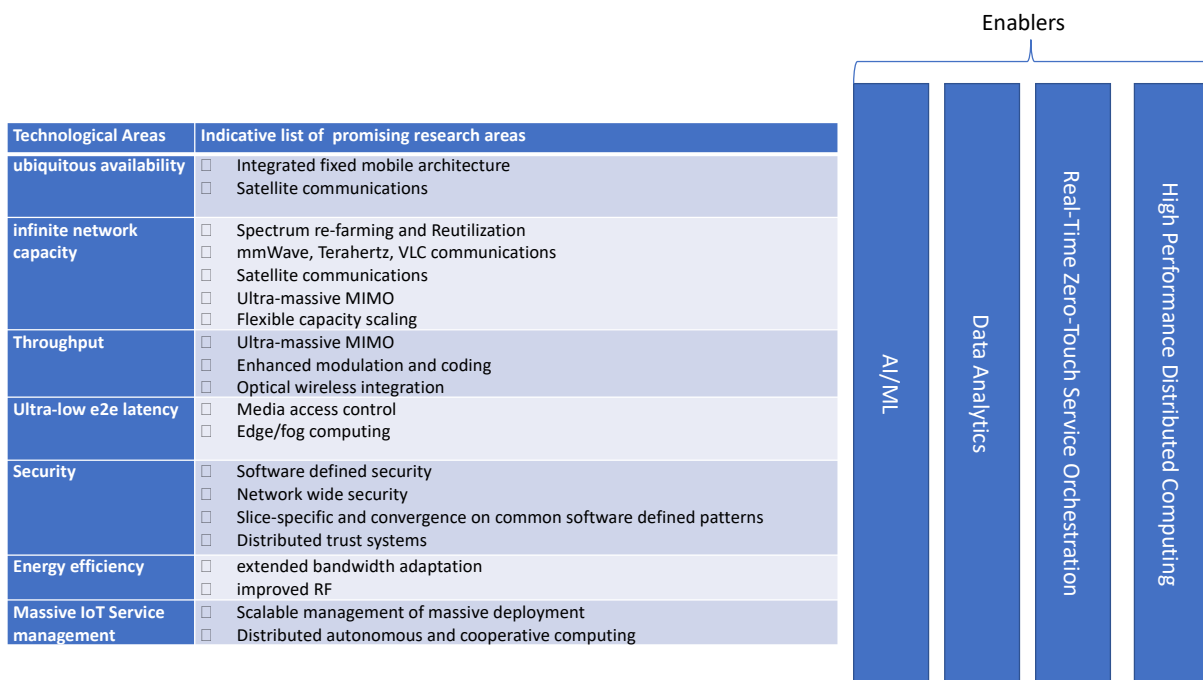 Enablers
Technological Areas
Indicative list of promising research areas
ubiquitous availability
Integrated fixed mobile architecture
Satellite communications
infinite network
capacity
Spectrum re-farming and Reutilization
mmWave, Terahertz, VLC communications
Satellite communications
Ultra-massive MIMO
Flexible capacity scaling
Throughput
Ultra-massive MIMO
Enhanced modulation and coding
Optical wireless integration
Ultra-low e2e latency
Media access control
Edge/fog computing
Security
Software defined security
Network wide security
Slice-specific and convergence on common software defined patterns
Distributed trust systems
Energy efficiency
extended bandwidth adaptation
improved RF
Massive IoT Service
management
Scalable management of massive deployment
Distributed autonomous and cooperative computing
AI/ML
Data Analytics
Real-Time Zero-Touch Service Orchestration
High Performance Distributed Computing